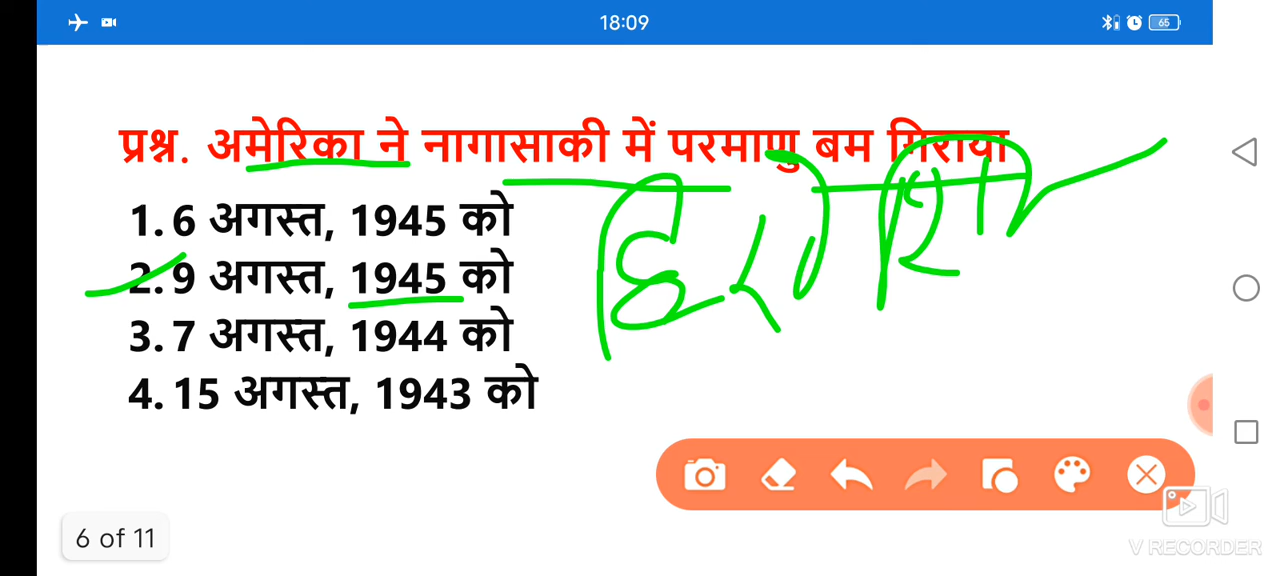 18:09
65
प्रश्न. अमेरिका ने नागासाकी में परमाणु बम गिराया
1. 6 अगस्त, 1945 को
2. 9 अगस्त, 1945 को
3. 7 अगस्त, 1944 को
4. 15 अगस्त, 1943 को
6 of 11
V RECORDER